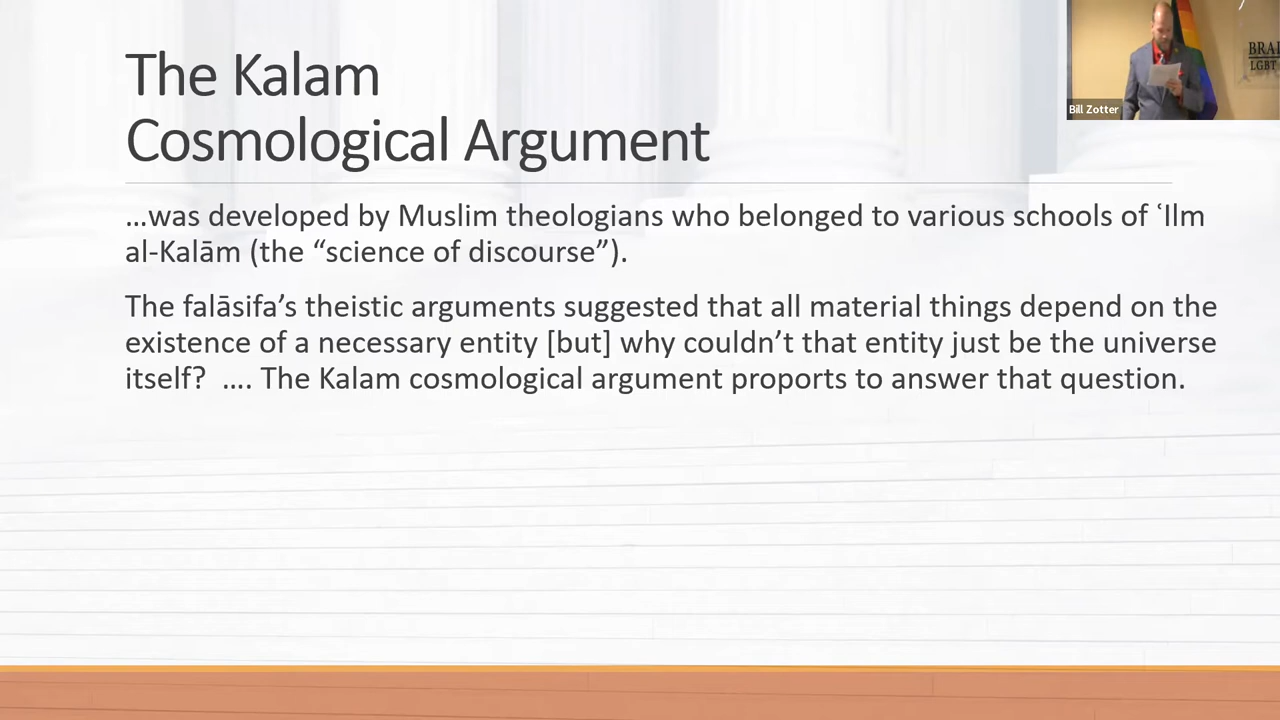 The Kalam
Cosmological Argument
…was developed by Muslim theologians who belonged to various schools of ʿIlm
al-Kalām (the “science of discourse”).
The falāsifa’s theistic arguments suggested that all material things depend on the
existence of a necessary entity [but] why couldn’t that entity just be the universe
itself?  …. The Kalam cosmological argument proports to answer that question.
Bill Zotter
LGBT